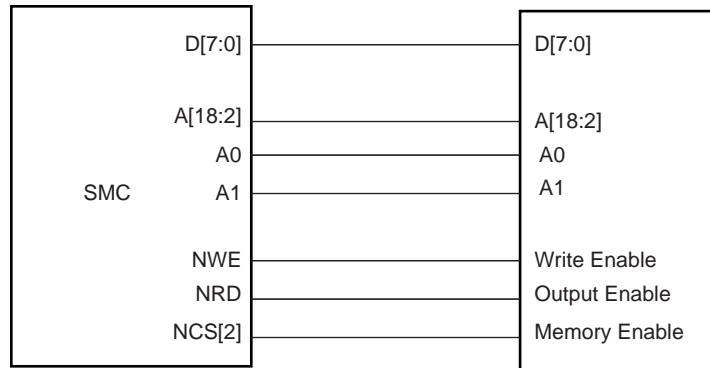 D[7:0] D[7:0]
A[18:2] A[18:2]
A0 A0
SMC A1 A1
NWE Write Enable
NRD Output Enable
NCS[2] Memory Enable